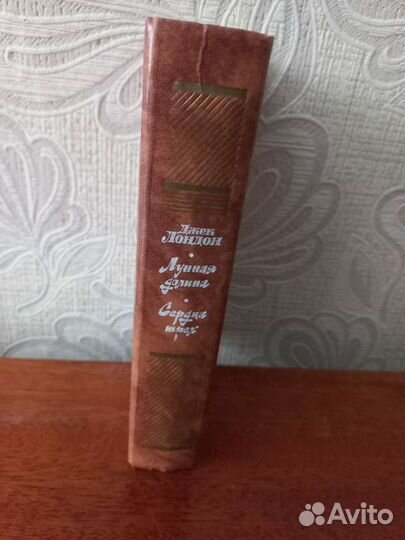 Джек
Лондон
•
Лунная
долина
•
Сердца
трех
Avito